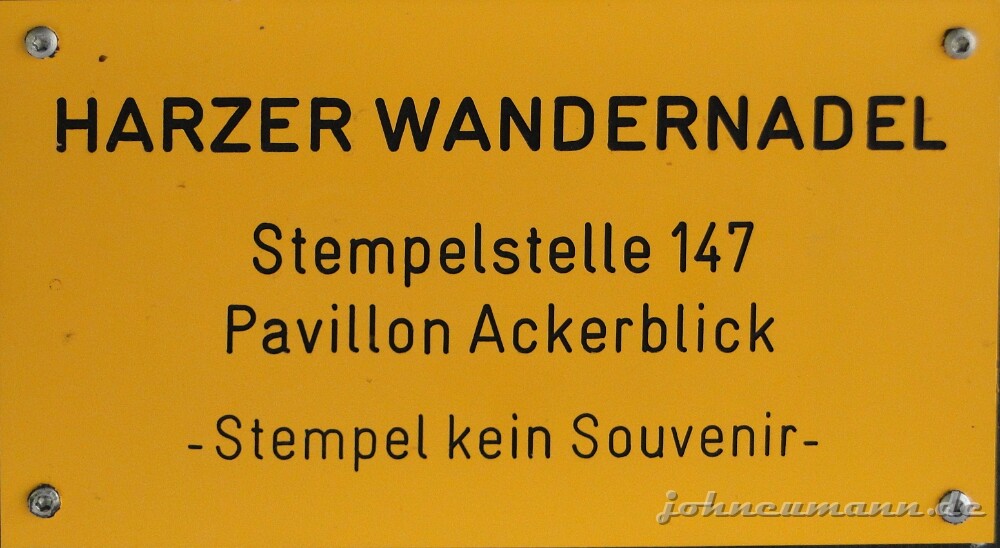 HARZER WANDERNADEL
Stempelstelle 147
Pavillon Ackerblick
-Stempel kein Souvenir-
johneumann.de